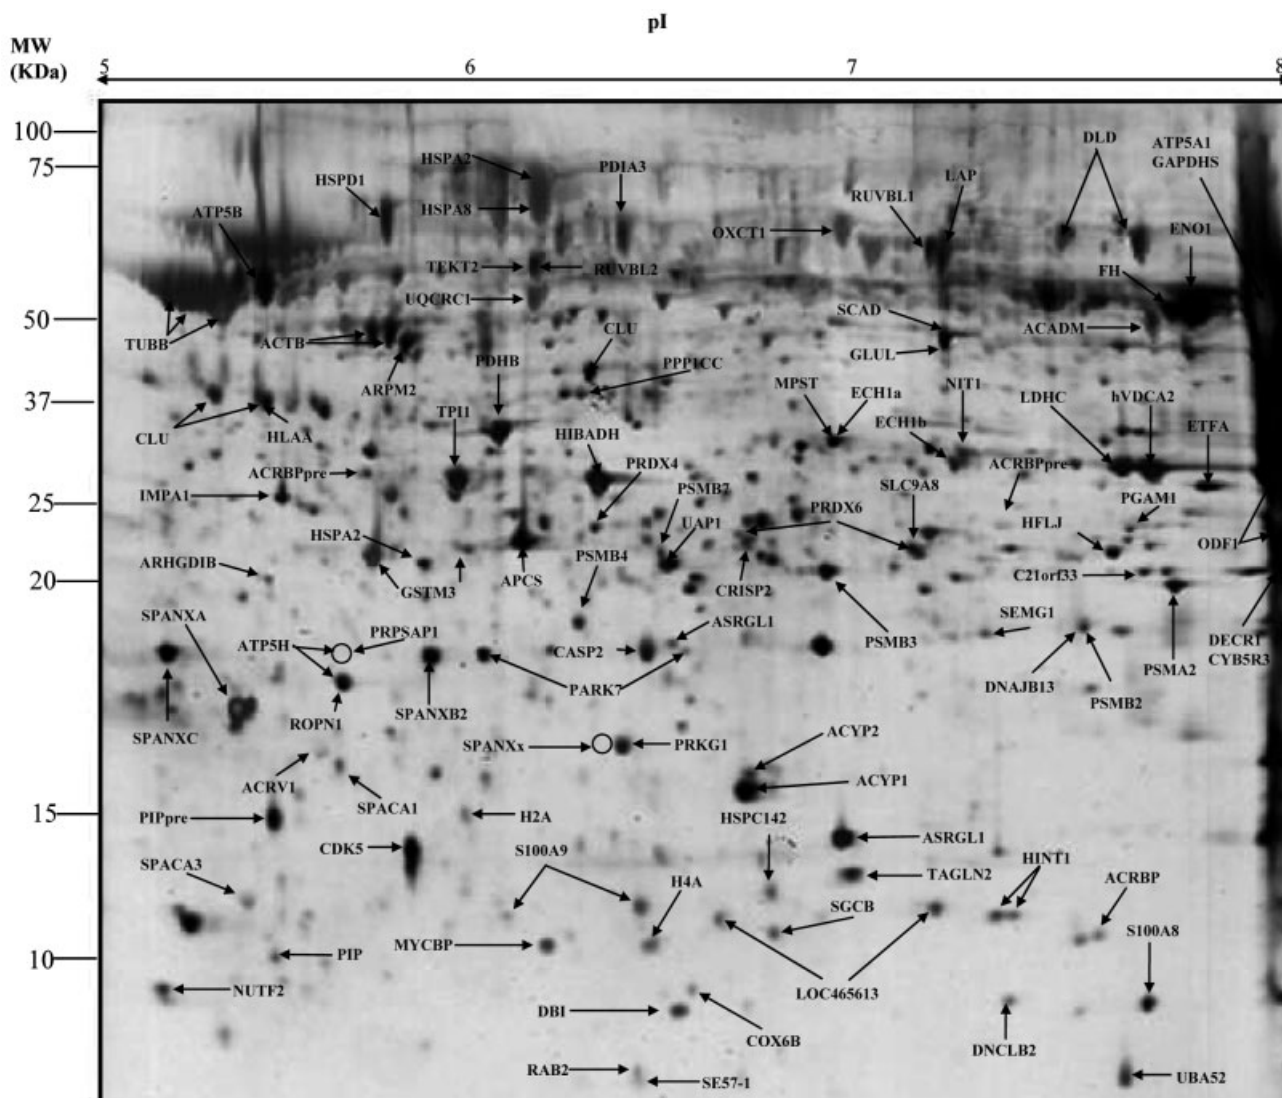 pI
MW
(KDa)
5
6
7
8
100
75
50
37
25
20
15
10
HSPA2
PDIA3
DLD
ATP5A1
GAPDHS
HSPD1
LAP
RUVBL1
ATP5B
HSPA8
OXCT1
ENO1
TEKT2
RUVBL2
FH
UQCRC1
SCAD
TUBB
ACTB
CLU
ACADM
GLUL
ARPM2
PDHB
PPP1CC
MPST
ECH1a
NIT1
LDHC
hVDCA2
TPI1
ECH1b
ETFA
CLU
HLAA
HIBADH
ACRBPpre
PRDX4
ACRBPpre
IMPA1
PSMB7
SLC9A8
PGAM1
PRDX6
UAP1
HFLJ
HSPA2
ODF1
ARHGDIB
PSMB4
APCS
C21orf33
GSTM3
CRISP2
SPANXA
SEMG1
ASRGL1
PRPSAP1
PSMB3
DECR1
CYB5R3
ATP5H
CASP2
PSMA2
DNAJB13
PARK7
PSMB2
SPANXB2
ROPN1
SPANXC
ACYP2
SPANXx
PRKG1
ACYP1
ACRV1
SPACA1
PIPpre
H2A
HSPC142
ASRGL1
CDK5
S100A9
HINT1
SPACA3
TAGLN2
H4A
ACRBP
SGCB
S100A8
MYCBP
PIP
NUTF2
LOC465613
DBI
COX6B
DNCLB2
RAB2
SE57-1
UBA52